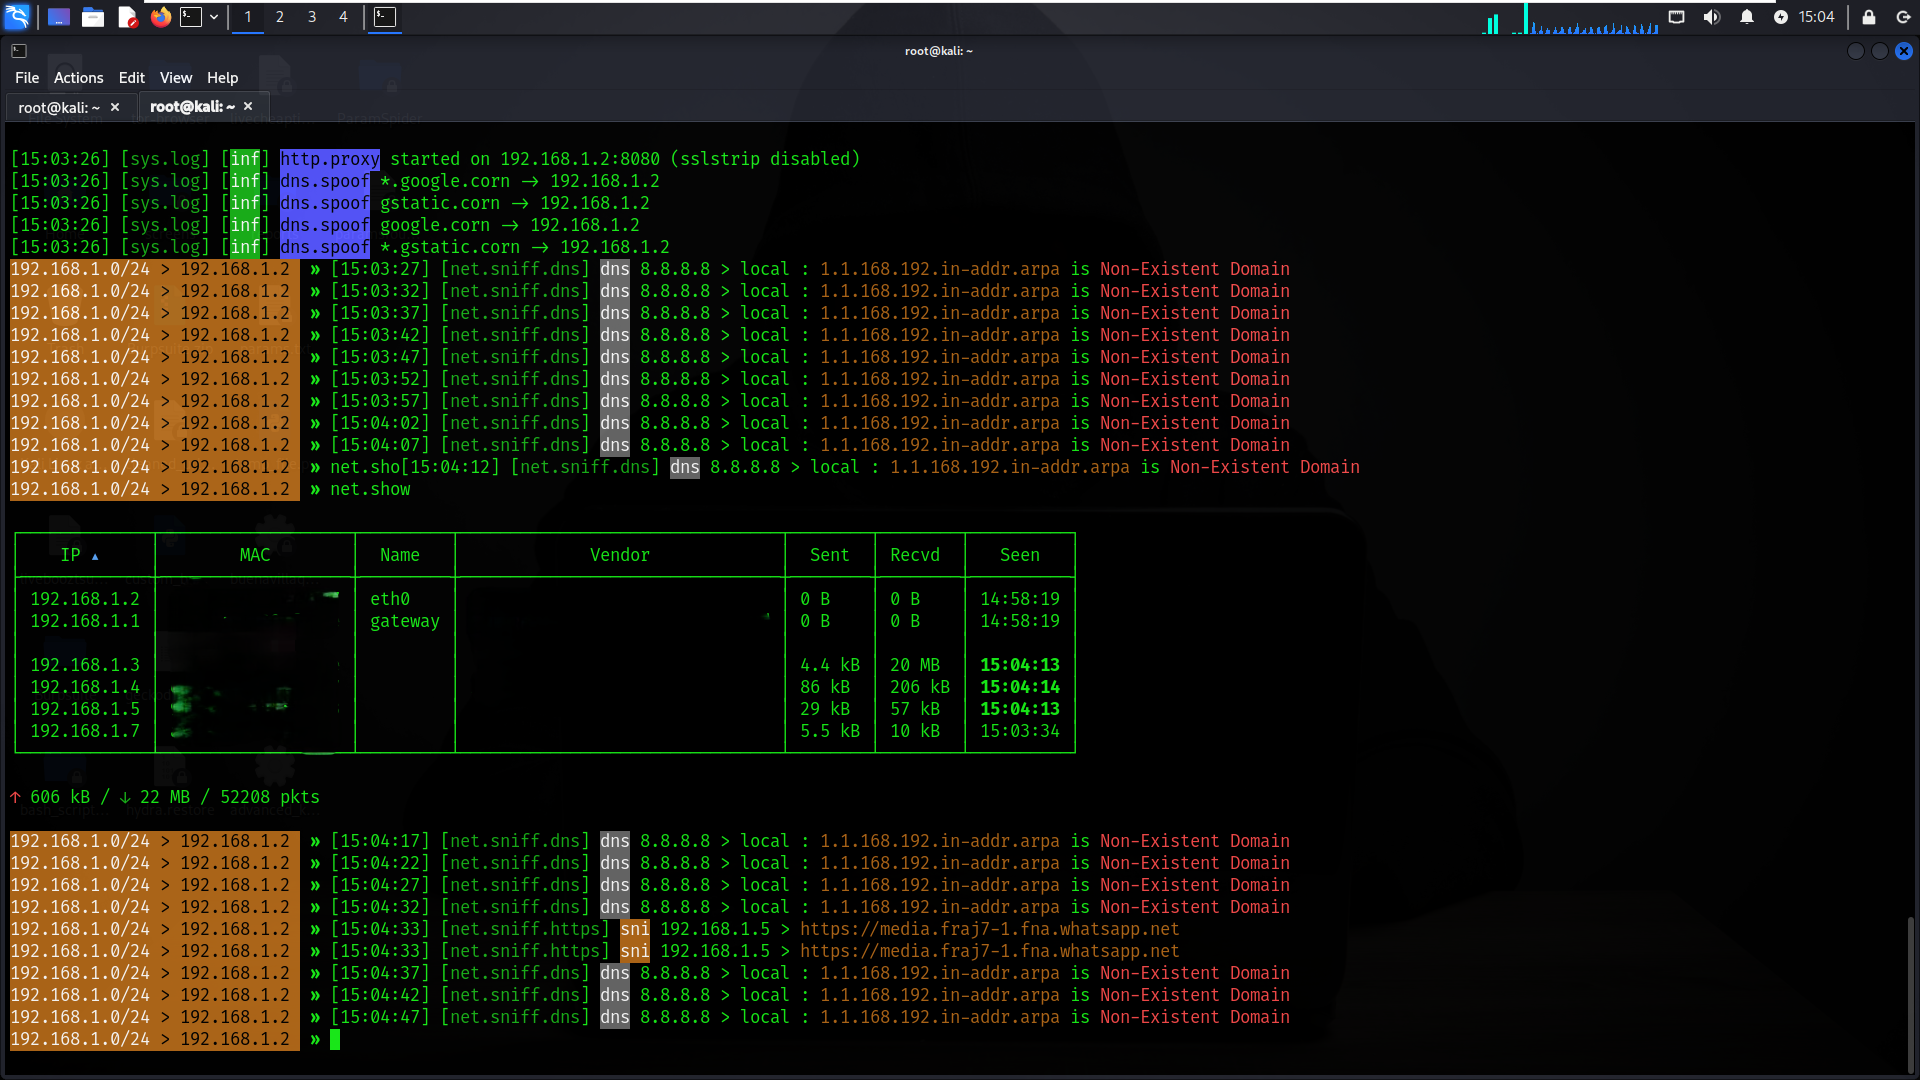 1 2 3 4
15:04
root@kali: ~
File Actions Edit View Help
root@kali: ~ × root@kali: ~ ×
[15:03:26] [sys.log] [inf] http.proxy started on 192.168.1.2:8080 (sslstrip disabled)
[15:03:26] [sys.log] [inf] dns.spoof *.google.corn → 192.168.1.2
[15:03:26] [sys.log] [inf] dns.spoof gstatic.corn → 192.168.1.2
[15:03:26] [sys.log] [inf] dns.spoof google.corn → 192.168.1.2
[15:03:26] [sys.log] [inf] dns.spoof *.gstatic.corn → 192.168.1.2
192.168.1.0/24 > 192.168.1.2 » [15:03:27] [net.sniff.dns] dns 8.8.8.8 > local : 1.1.168.192.in-addr.arpa is Non-Existent Domain
192.168.1.0/24 > 192.168.1.2 » [15:03:32] [net.sniff.dns] dns 8.8.8.8 > local : 1.1.168.192.in-addr.arpa is Non-Existent Domain
192.168.1.0/24 > 192.168.1.2 » [15:03:37] [net.sniff.dns] dns 8.8.8.8 > local : 1.1.168.192.in-addr.arpa is Non-Existent Domain
192.168.1.0/24 > 192.168.1.2 » [15:03:42] [net.sniff.dns] dns 8.8.8.8 > local : 1.1.168.192.in-addr.arpa is Non-Existent Domain
192.168.1.0/24 > 192.168.1.2 » [15:03:47] [net.sniff.dns] dns 8.8.8.8 > local : 1.1.168.192.in-addr.arpa is Non-Existent Domain
192.168.1.0/24 > 192.168.1.2 » [15:03:52] [net.sniff.dns] dns 8.8.8.8 > local : 1.1.168.192.in-addr.arpa is Non-Existent Domain
192.168.1.0/24 > 192.168.1.2 » [15:03:57] [net.sniff.dns] dns 8.8.8.8 > local : 1.1.168.192.in-addr.arpa is Non-Existent Domain
192.168.1.0/24 > 192.168.1.2 » [15:04:02] [net.sniff.dns] dns 8.8.8.8 > local : 1.1.168.192.in-addr.arpa is Non-Existent Domain
192.168.1.0/24 > 192.168.1.2 » [15:04:07] [net.sniff.dns] dns 8.8.8.8 > local : 1.1.168.192.in-addr.arpa is Non-Existent Domain
192.168.1.0/24 > 192.168.1.2 » net.sho[15:04:12] [net.sniff.dns] dns 8.8.8.8 > local : 1.1.168.192.in-addr.arpa is Non-Existent Domain
192.168.1.0/24 > 192.168.1.2 » net.show
IP ▲ MAC Name Vendor Sent Recvd Seen
192.168.1.2 eth0 0 B 0 B 14:58:19
192.168.1.1 gateway 0 B 0 B 14:58:19
192.168.1.3 4.4 kB 20 MB 15:04:13
192.168.1.4 86 kB 206 kB 15:04:14
192.168.1.5 29 kB 57 kB 15:04:13
192.168.1.7 5.5 kB 10 kB 15:03:34
↑ 606 kB / ↓ 22 MB / 52208 pkts
192.168.1.0/24 > 192.168.1.2 » [15:04:17] [net.sniff.dns] dns 8.8.8.8 > local : 1.1.168.192.in-addr.arpa is Non-Existent Domain
192.168.1.0/24 > 192.168.1.2 » [15:04:22] [net.sniff.dns] dns 8.8.8.8 > local : 1.1.168.192.in-addr.arpa is Non-Existent Domain
192.168.1.0/24 > 192.168.1.2 » [15:04:27] [net.sniff.dns] dns 8.8.8.8 > local : 1.1.168.192.in-addr.arpa is Non-Existent Domain
192.168.1.0/24 > 192.168.1.2 » [15:04:32] [net.sniff.dns] dns 8.8.8.8 > local : 1.1.168.192.in-addr.arpa is Non-Existent Domain
192.168.1.0/24 > 192.168.1.2 » [15:04:33] [net.sniff.https] sni 192.168.1.5 > https://media.fraj7-1.fna.whatsapp.net
192.168.1.0/24 > 192.168.1.2 » [15:04:33] [net.sniff.https] sni 192.168.1.5 > https://media.fraj7-1.fna.whatsapp.net
192.168.1.0/24 > 192.168.1.2 » [15:04:37] [net.sniff.dns] dns 8.8.8.8 > local : 1.1.168.192.in-addr.arpa is Non-Existent Domain
192.168.1.0/24 > 192.168.1.2 » [15:04:42] [net.sniff.dns] dns 8.8.8.8 > local : 1.1.168.192.in-addr.arpa is Non-Existent Domain
192.168.1.0/24 > 192.168.1.2 » [15:04:47] [net.sniff.dns] dns 8.8.8.8 > local : 1.1.168.192.in-addr.arpa is Non-Existent Domain
192.168.1.0/24 > 192.168.1.2 »